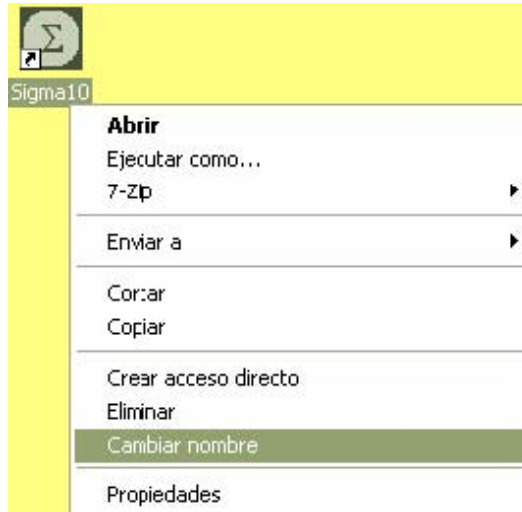 Σ
Sigma10
Abrir
Ejecutar como...
7-Zip
Enviar a
Cortar
Copiar
Crear acceso directo
Eliminar
Cambiar nombre
Propiedades